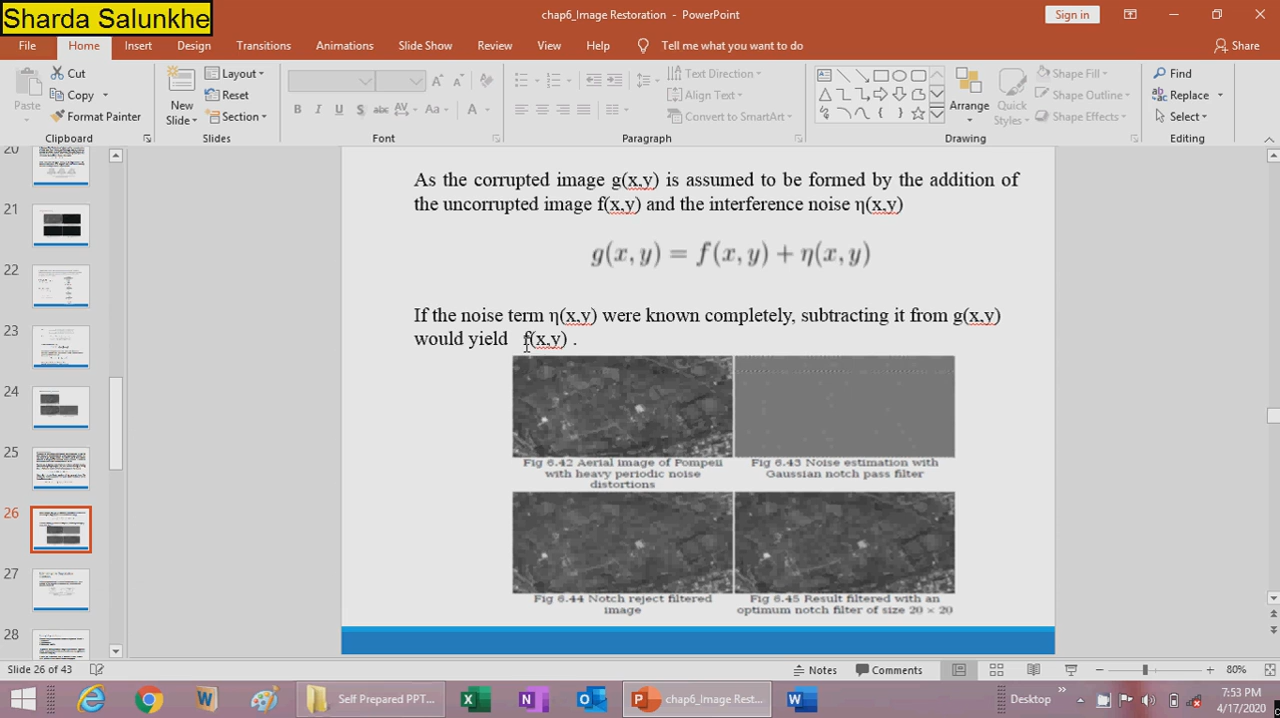 Sharda Salunkhe
chap6_Image Restoration - PowerPoint
Sign in
File Home Insert Design Transitions Animations Slide Show Review View Help Tell me what you want to do Share
Paste
Cut
Copy
Format Painter
Clipboard
New Slide
Layout
Reset
Section
Slides
B I U S abc AV Aa A
Font
Text Direction
Align Text
Convert to SmartArt
Paragraph
Arrange
Quick Styles
Shape Fill
Shape Outline
Shape Effects
Drawing
Find
Replace
Select
Editing
20
21
22
23
24
25
26
27
28
As the corrupted image g(x,y) is assumed to be formed by the addition of
the uncorrupted image f(x,y) and the interference noise η(x,y)
g(x, y) = f(x, y) + η(x, y)
If the noise term η(x,y) were known completely, subtracting it from g(x,y)
would yield f(x,y) .
Fig 6.42 Aerial image of Pompeii
with heavy periodic noise
distortions
Fig 6.43 Noise estimation with
Gaussian notch pass filter
Fig 6.44 Notch reject filtered
image
Fig 6.45 Result filtered with an
optimum notch filter of size 20 × 20
Slide 26 of 43
Notes
Comments
80%
Self Prepared PPT...
chap6_Image Rest...
Desktop
7:53 PM
4/17/2020